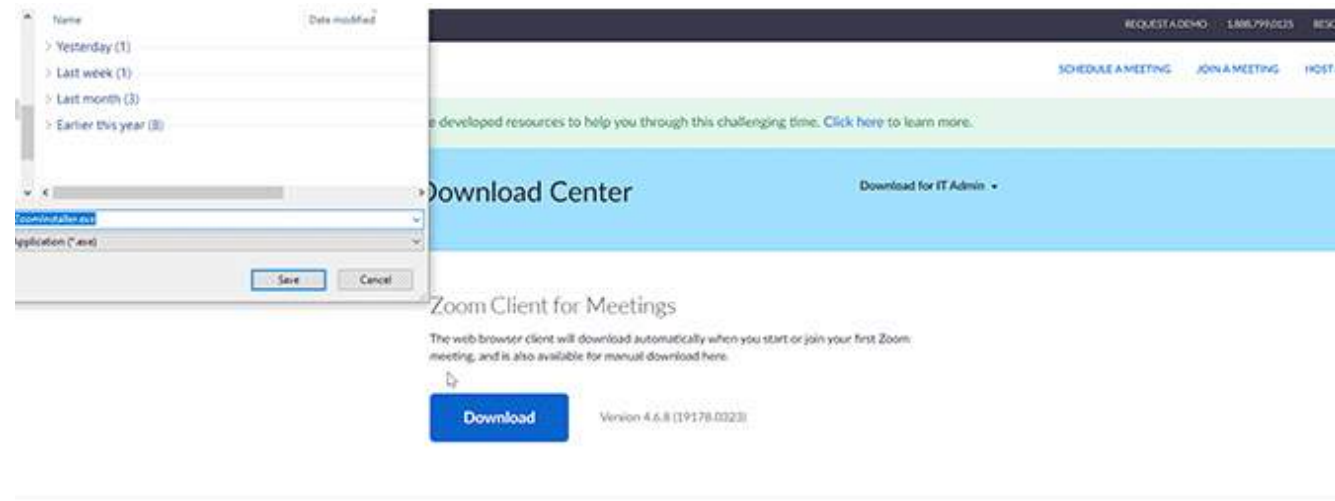 Name Date modified
Yesterday (1)
Last week (1)
Last month (3)
Earlier this year (8)
ZoomInstaller.exe
Application (*.exe)
Save Cancel
REQUEST A DEMO 1.888.799.0125
SCHEDULE A MEETING JOIN A MEETING HOST
e developed resources to help you through this challenging time. Click here to learn more.
Download Center Download for IT Admin
Zoom Client for Meetings
The web browser client will download automatically when you start or join your first Zoom
meeting, and is also available for manual download here.
Download Version 4.6.8 (19178.0323)